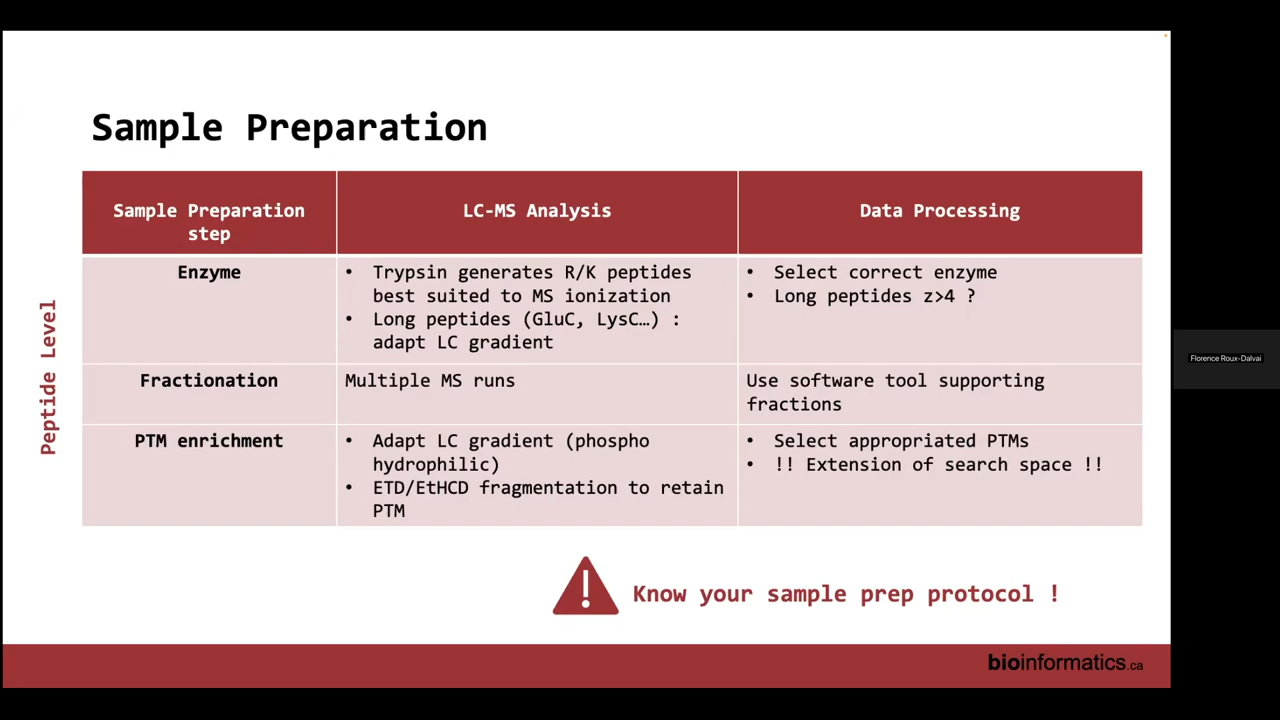 Sample Preparation
Sample Preparation
step
LC-MS Analysis
Data Processing
Peptide Level
Enzyme
• Trypsin generates R/K peptides
best suited to MS ionization
• Long peptides (GluC, LysC…) :
adapt LC gradient
• Select correct enzyme
• Long peptides z>4 ?
Fractionation
Multiple MS runs
Use software tool supporting
fractions
PTM enrichment
• Adapt LC gradient (phospho
hydrophilic)
• ETD/EtHCD fragmentation to retain
PTM
• Select appropriated PTMs
• !! Extension of search space !!
Know your sample prep protocol !
bioinformatics.ca
Florence Roux-Dalvai